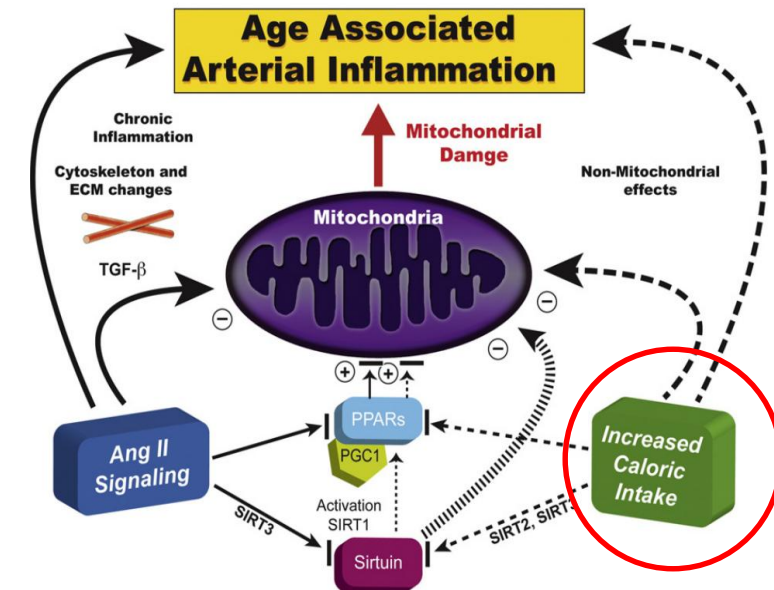 Age Associated
Arterial Inflammation
Chronic
Inflammation
Mitochondrial
Damge
Cytoskeleton and
ECM changes
Non-Mitochondrial
effects
Mitochondria
TGF-β
−
−
−
+
+
PPARs
PGC1
Ang II
Signaling
Increased
Caloric
Intake
Activation
SIRT1
SIRT3
SIRT2, SIRT3
Sirtuin